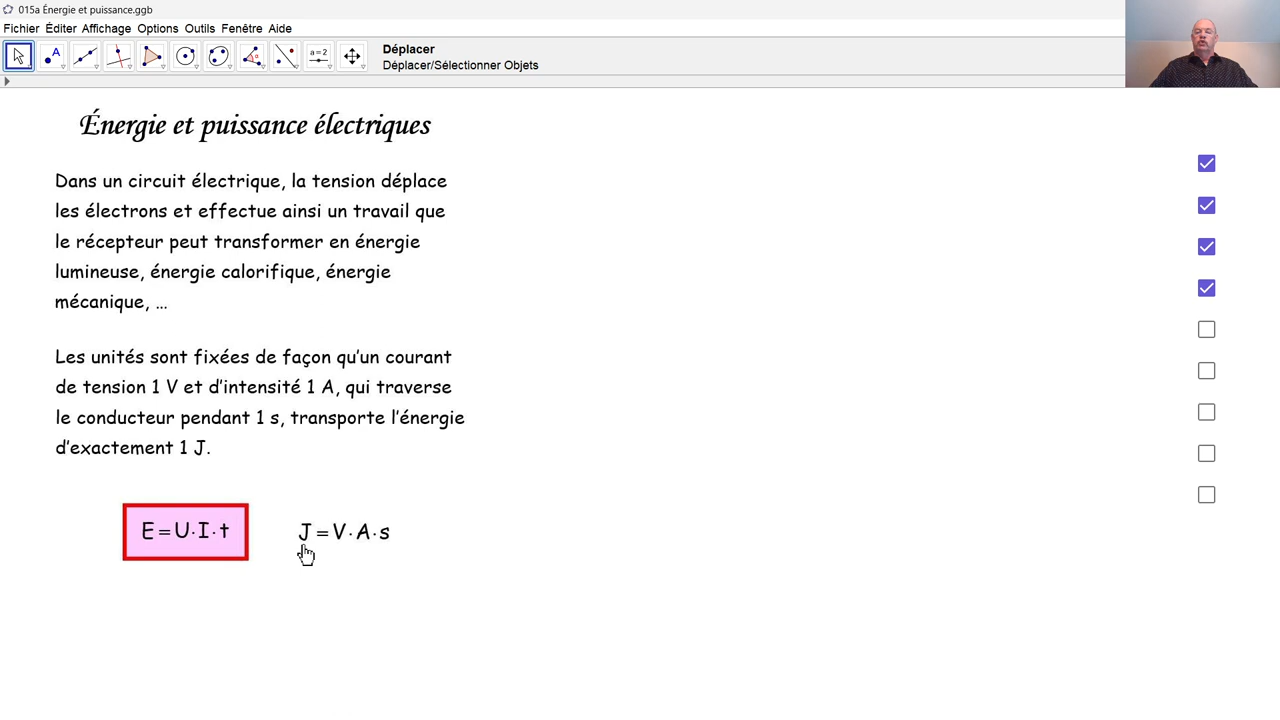 015a Énergie et puissance.ggb
Fichier Éditer Affichage Options Outils Fenêtre Aide
A
a=2
Déplacer
Déplacer/Sélectionner Objets
Énergie et puissance électriques
Dans un circuit électrique, la tension déplace
les électrons et effectue ainsi un travail que
le récepteur peut transformer en énergie
lumineuse, énergie calorifique, énergie
mécanique, ...
Les unités sont fixées de façon qu'un courant
de tension 1 V et d'intensité 1 A, qui traverse
le conducteur pendant 1 s, transporte l'énergie
d'exactement 1 J.
E=U·I·t
J=V·A·s